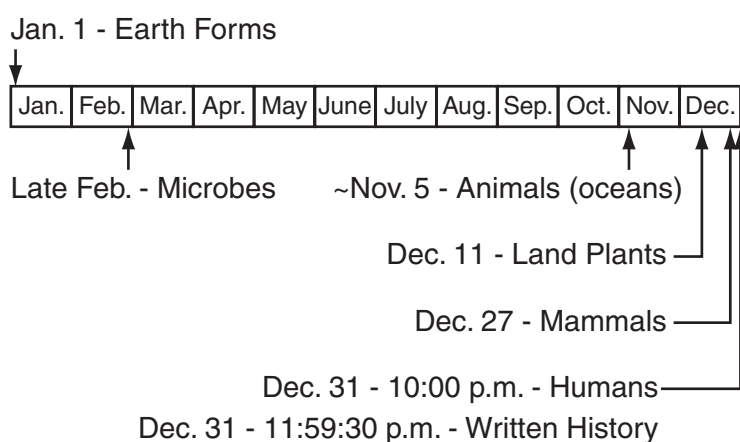 Jan. 1 - Earth Forms
Jan. Feb. Mar. Apr. May June July Aug. Sep. Oct. Nov. Dec.
Late Feb. - Microbes ~Nov. 5 - Animals (oceans)
Dec. 11 - Land Plants
Dec. 27 - Mammals
Dec. 31 - 10:00 p.m. - Humans
Dec. 31 - 11:59:30 p.m. - Written History